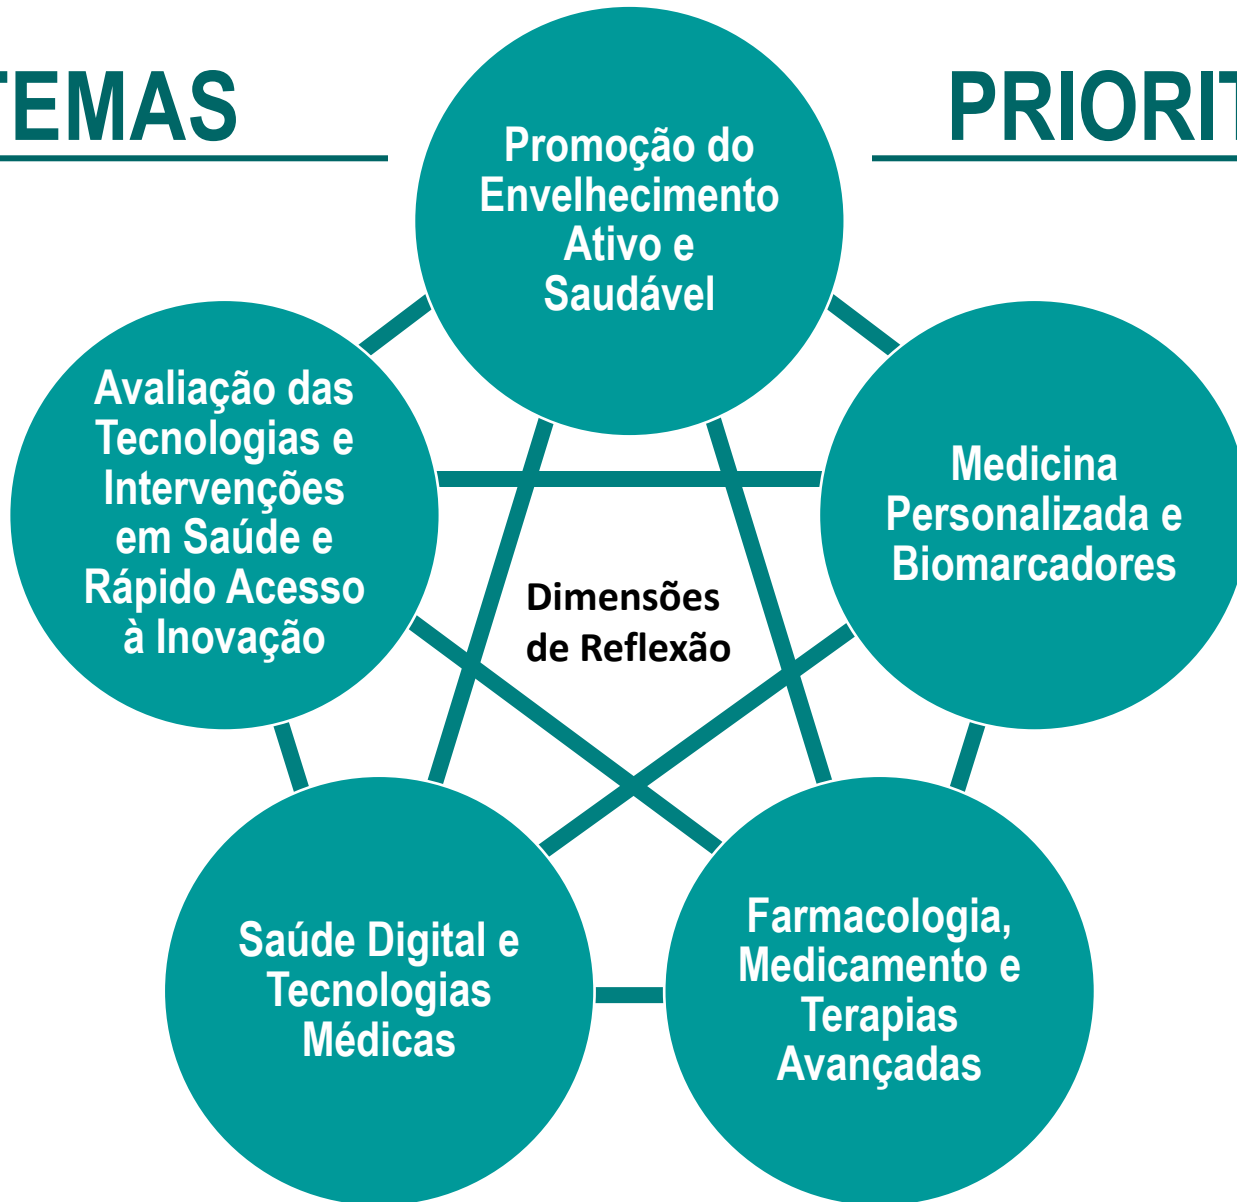 TEMAS
PRIORIT
Promoção do
Envelhecimento
Ativo e
Saudável
Avaliação das
Tecnologias e
Intervenções
em Saúde e
Rápido Acesso
à Inovação
Medicina
Personalizada e
Biomarcadores
Dimensões
de Reflexão
Saúde Digital e
Tecnologias
Médicas
Farmacologia,
Medicamento e
Terapias
Avançadas